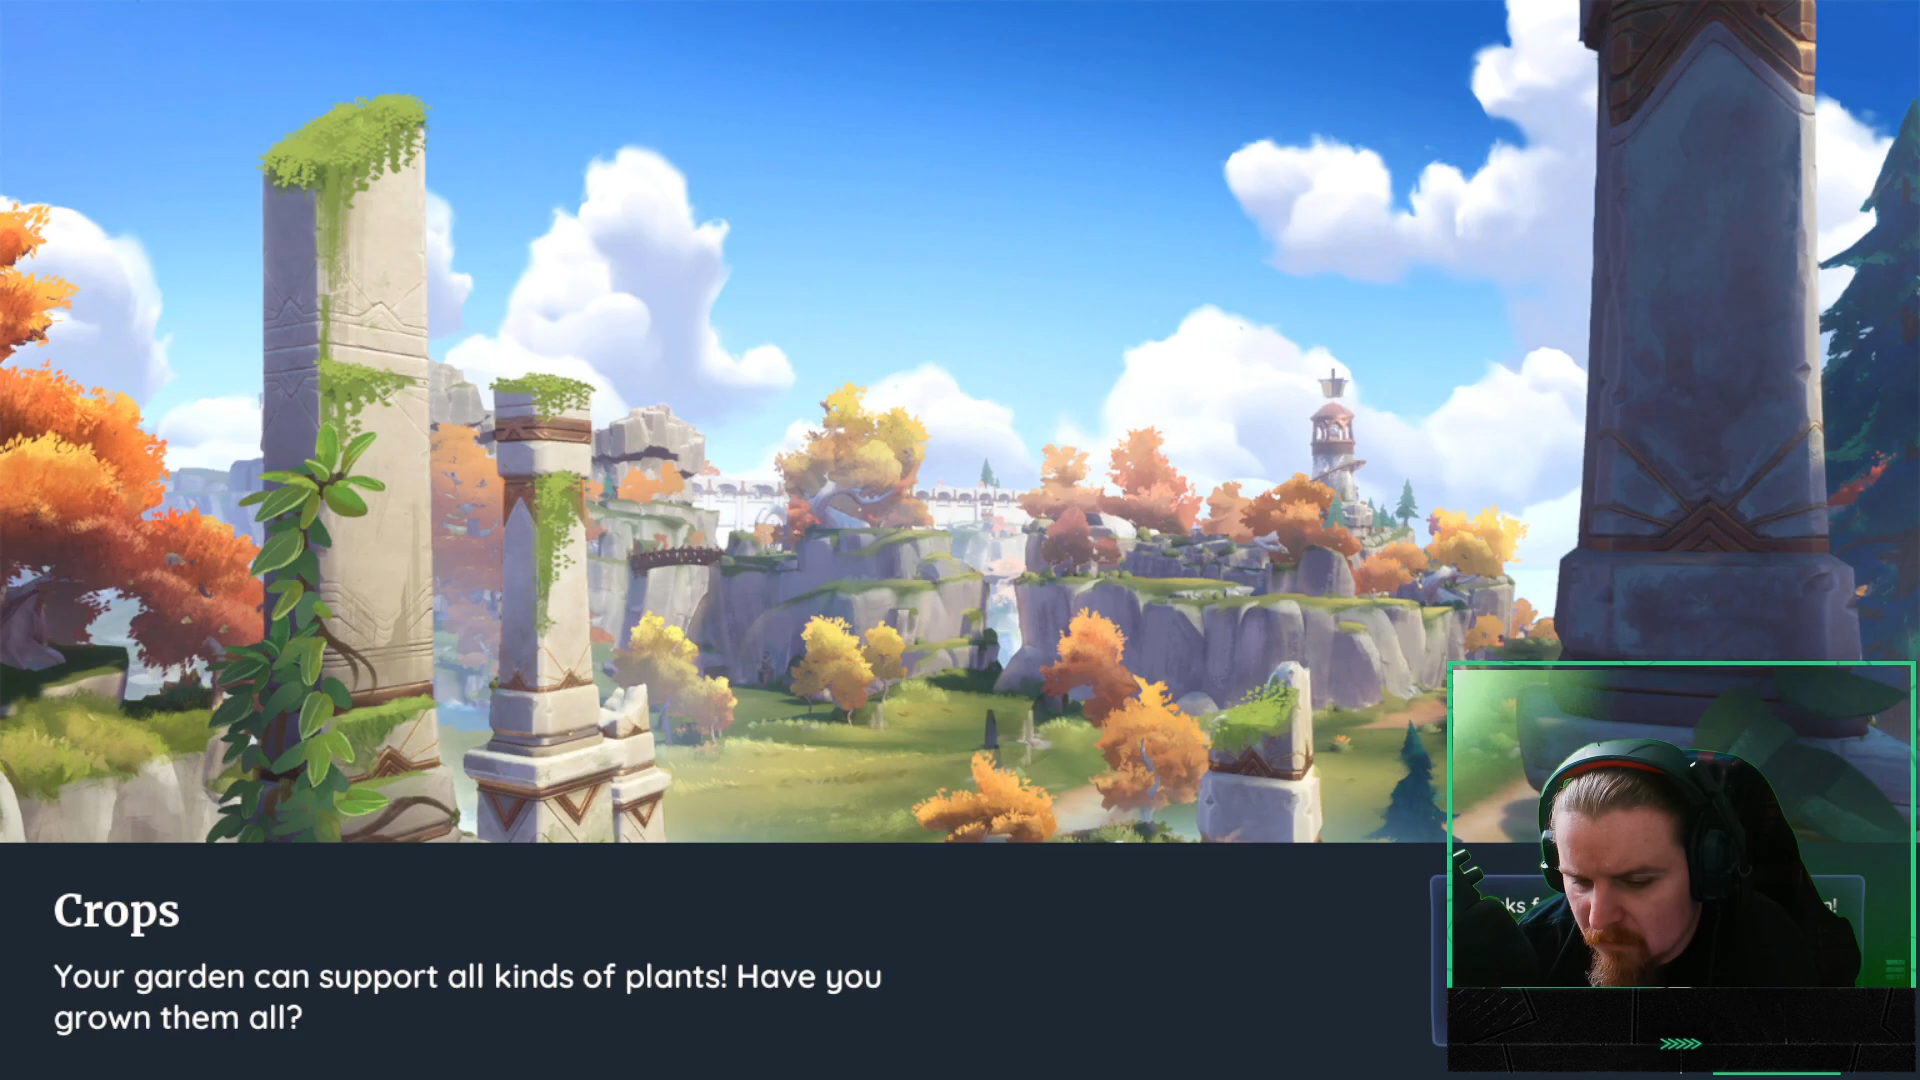 Crops
Your garden can support all kinds of plants! Have you
grown them all?